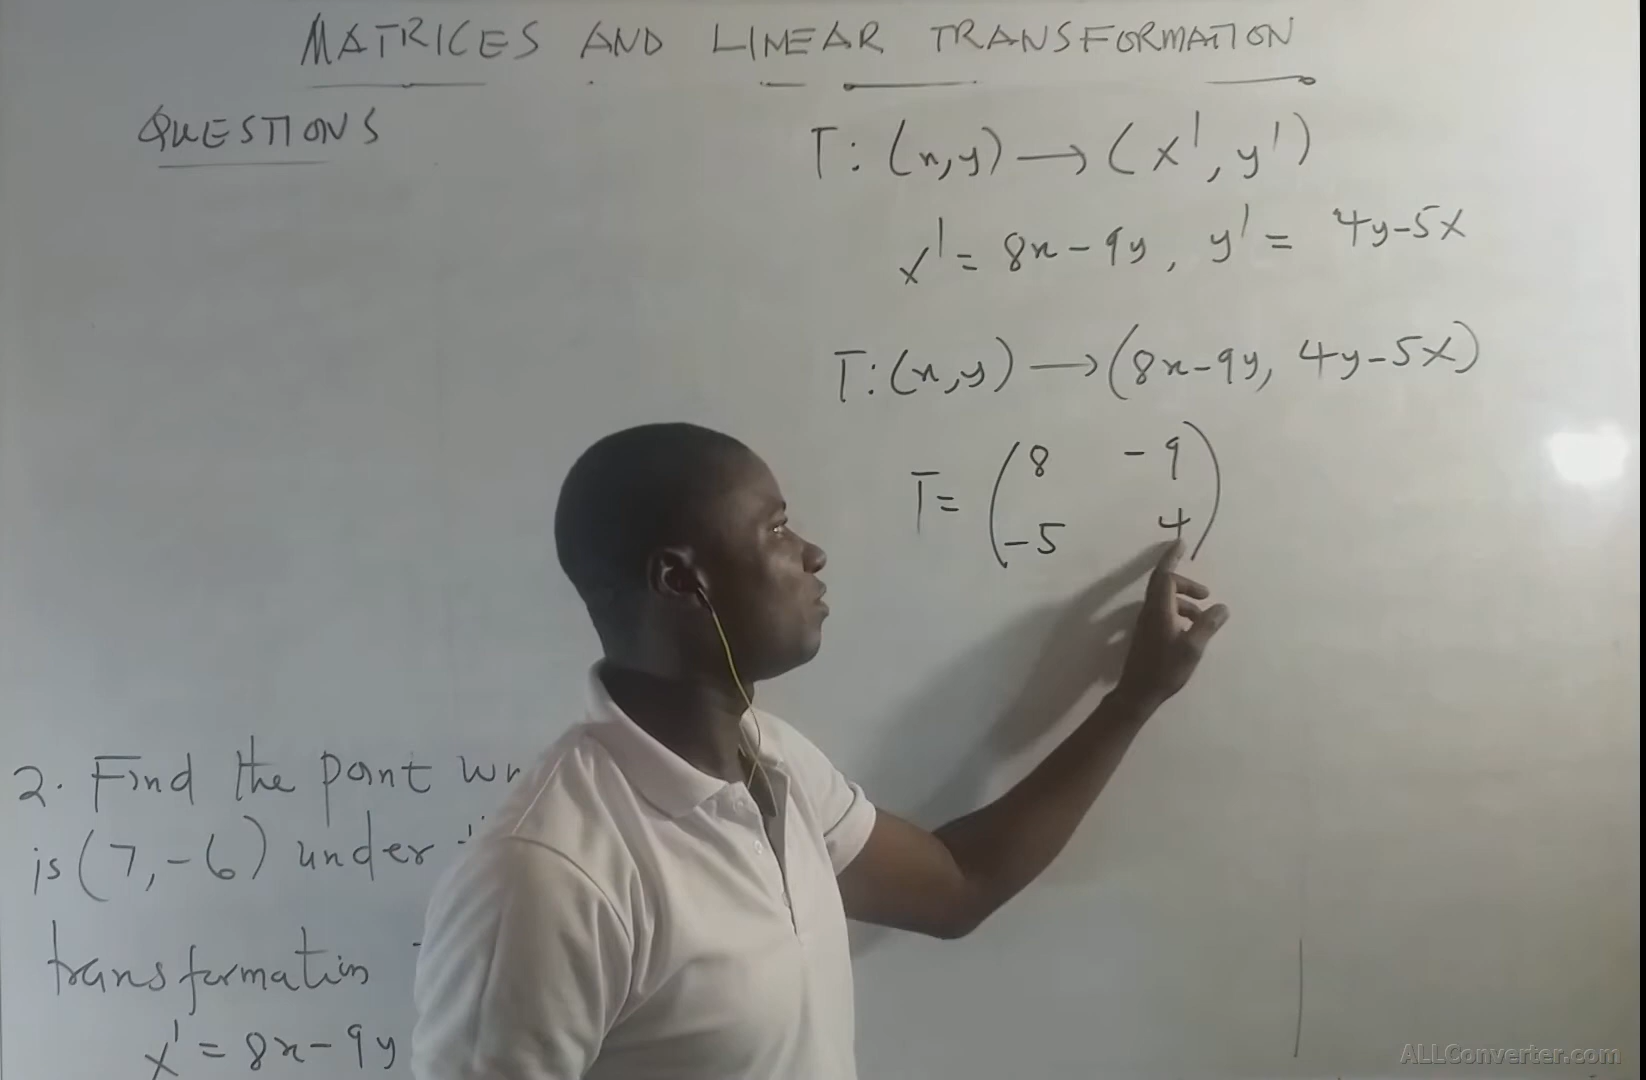 MATRICES AND LINEAR TRANSFORMATION
QUESTIONS
T: (x,y) → (x', y')
x' = 8x - 9y, y' = 4y-5x
T: (x,y) → (8x-9y, 4y-5x)
T = ( 8 -9
-5 4 )
2. Find the point
is (7,-6) under
transformation
x' = 8x - 9y
ALLConverter.com